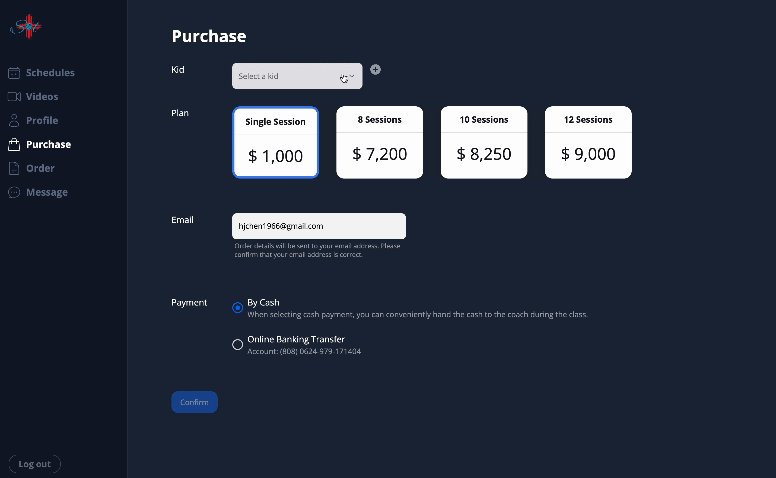 Purchase
Schedules
Videos
Profile
Purchase
Order
Message
Log out
Kid
Select a kid
Plan
Single Session
$ 1,000
8 Sessions
$ 7,200
10 Sessions
$ 8,250
12 Sessions
$ 9,000
Email
hjchen1966@gmail.com
Order details will be sent to your email address. Please
confirm that your email address is correct.
Payment
By Cash
When selecting cash payment, you can conveniently hand the cash to the coach during the class.
Online Banking Transfer
Account: (808) 0624-979-171404
Confirm